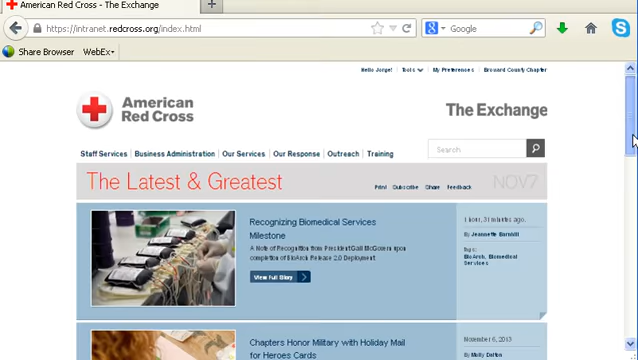 American Red Cross - The Exchange
https://intranet.redcross.org/index.html
Google
Share Browser WebEx
Hello Jorge! Tools My Preferences Broward County Chapter
American
Red Cross
The Exchange
Search
Staff Services Business Administration Our Services Our Response Outreach Training
The Latest & Greatest
Print Subscribe Share Feedback NOV7
Recognizing Biomedical Services
Milestone
A Note of Recognition from President Gail McGovern upon
completion of BioArch Release 2.0 Deployment
View Full Story
1 hour, 31 minutes ago.
By Jeannette
Tags:
BioArch, Biomedical
Services
Chapters Honor Military with Holiday Mail
for Heroes Cards
November 6, 2013
By Molly Dalton